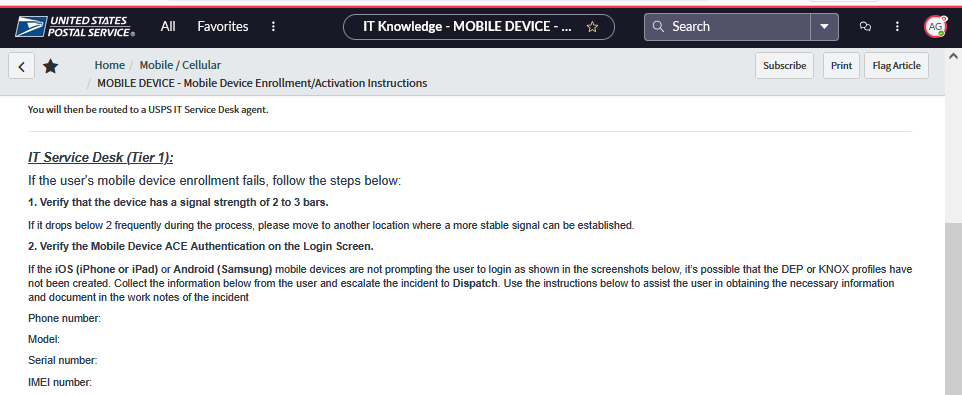 UNITED STATES
POSTAL SERVICE®
All Favorites
IT Knowledge - MOBILE DEVICE - ...
Search
AG
Home / Mobile / Cellular
/ MOBILE DEVICE - Mobile Device Enrollment/Activation Instructions
Subscribe Print Flag Article
You will then be routed to a USPS IT Service Desk agent.
IT Service Desk (Tier 1):
If the user's mobile device enrollment fails, follow the steps below:
1. Verify that the device has a signal strength of 2 to 3 bars.
If it drops below 2 frequently during the process, please move to another location where a more stable signal can be established.
2. Verify the Mobile Device ACE Authentication on the Login Screen.
If the iOS (iPhone or iPad) or Android (Samsung) mobile devices are not prompting the user to login as shown in the screenshots below, it's possible that the DEP or KNOX profiles have
not been created. Collect the information below from the user and escalate the incident to Dispatch. Use the instructions below to assist the user in obtaining the necessary information
and document in the work notes of the incident
Phone number:
Model:
Serial number:
IMEI number: